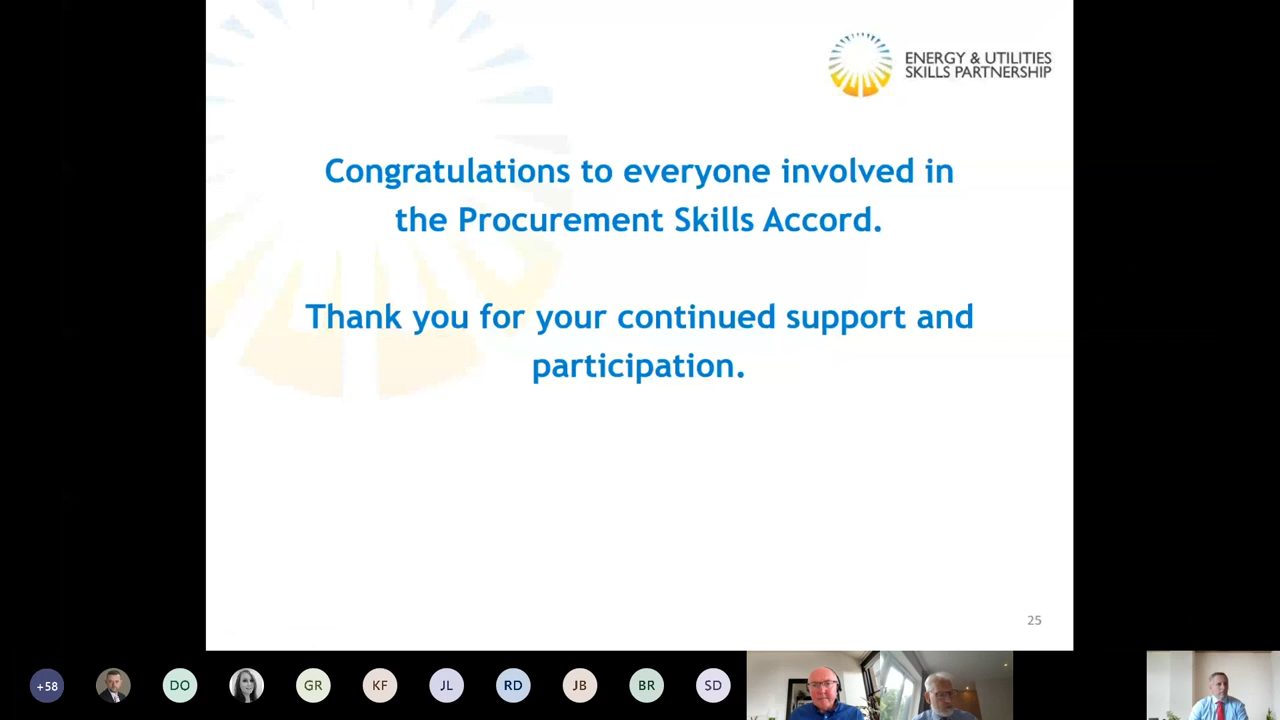 ENERGY & UTILITIES
SKILLS PARTNERSHIP
Congratulations to everyone involved in
the Procurement Skills Accord.
Thank you for your continued support and
participation.
25
+58
DO
GR
KF
JL
RD
JB
BR
SD